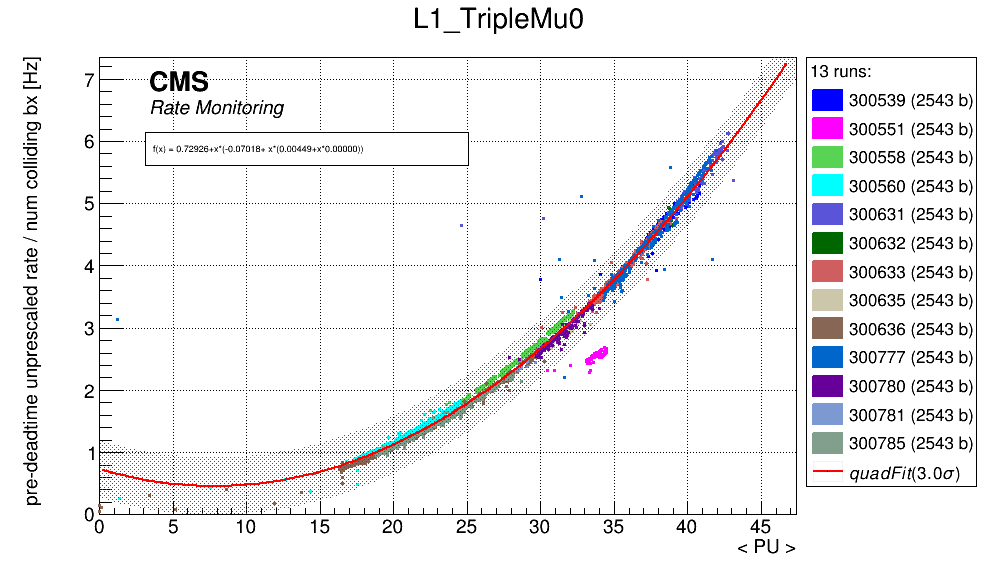 L1_TripleMu0
pre-deadtime unprescaled rate / num colliding bx [Hz]
CMS
Rate Monitoring
f(x) = 0.72926+x*(-0.07018+ x*(0.00449+x*0.00000))
7
6
5
4
3
2
1
0
0 5 10 15 20 25 30 35 40 45
< PU >
13 runs:
300539 (2543 b)
300551 (2543 b)
300558 (2543 b)
300560 (2543 b)
300631 (2543 b)
300632 (2543 b)
300633 (2543 b)
300635 (2543 b)
300636 (2543 b)
300777 (2543 b)
300780 (2543 b)
300781 (2543 b)
300785 (2543 b)
quadFit(3.0σ)